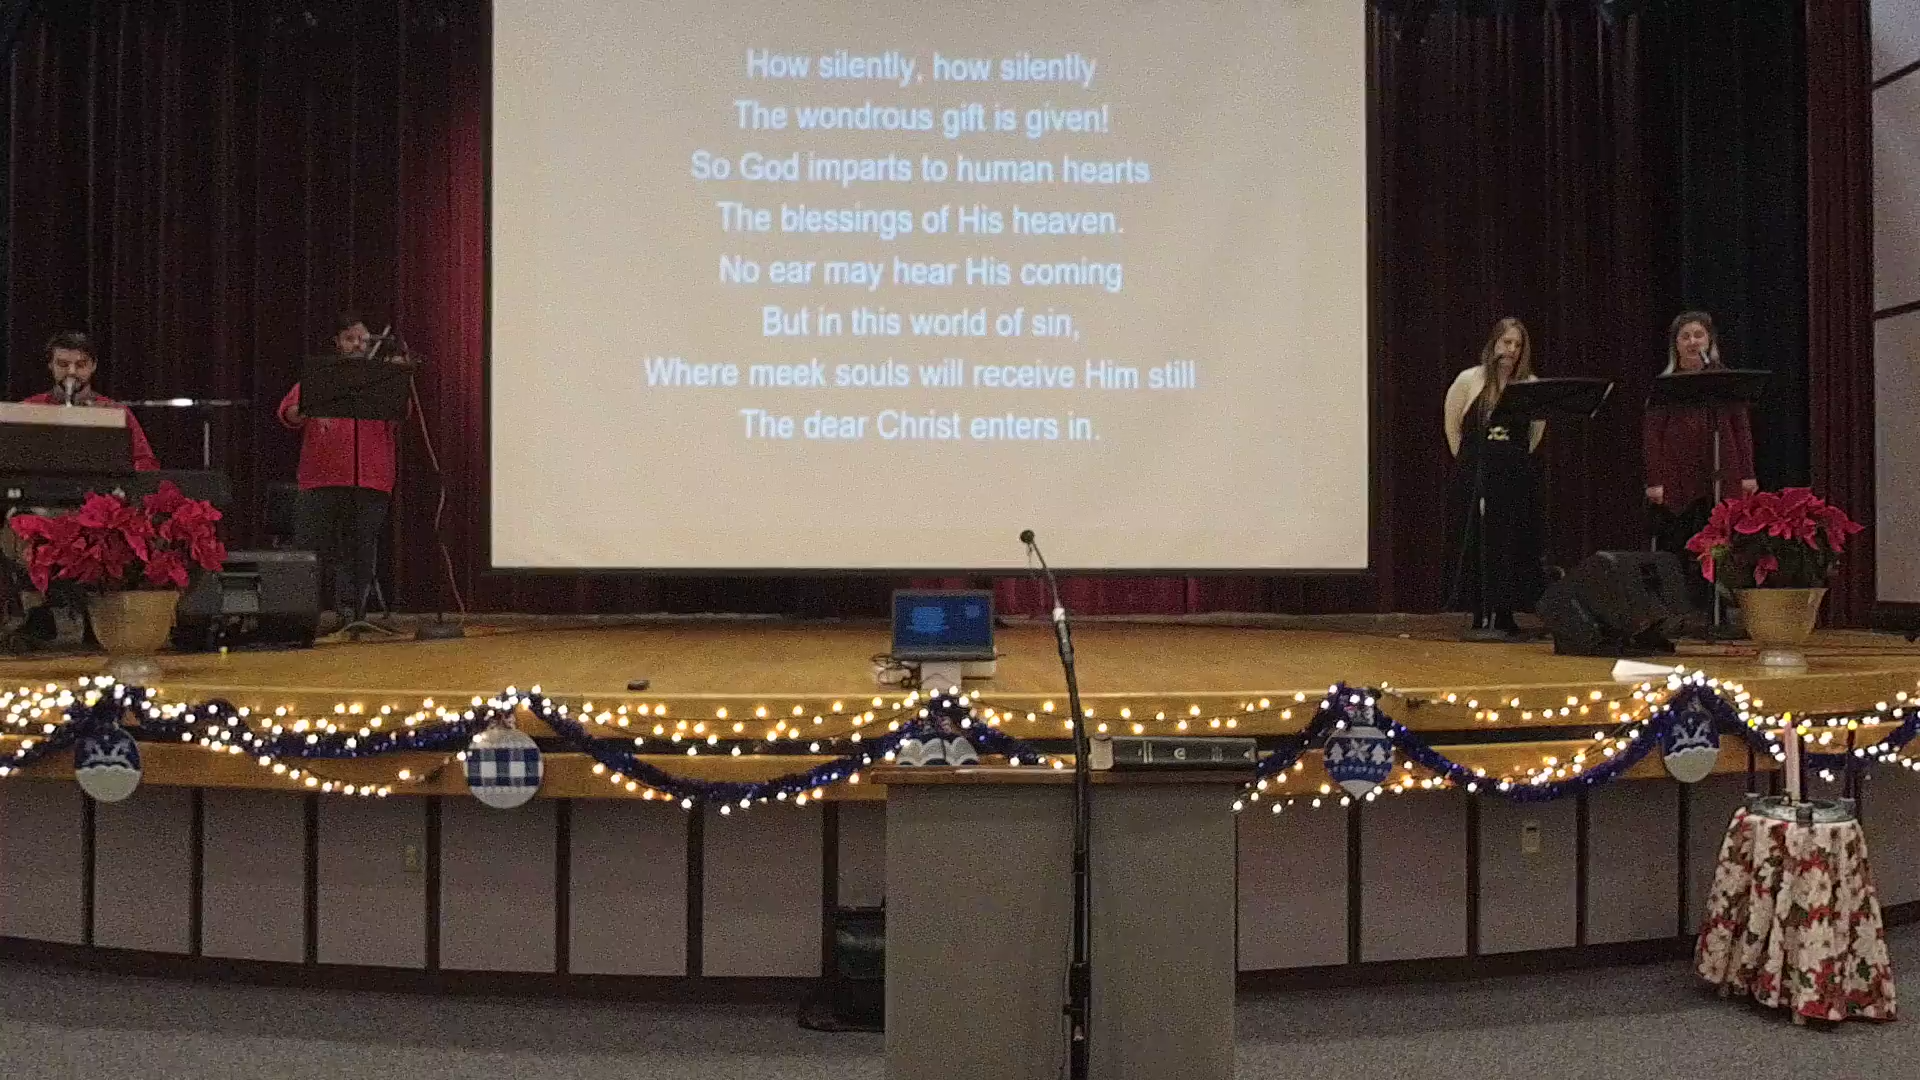 How silently, how silently
The wondrous gift is given!
So God imparts to human hearts
The blessings of His heaven.
No ear may hear His coming
But in this world of sin,
Where meek souls will receive Him still
The dear Christ enters in.